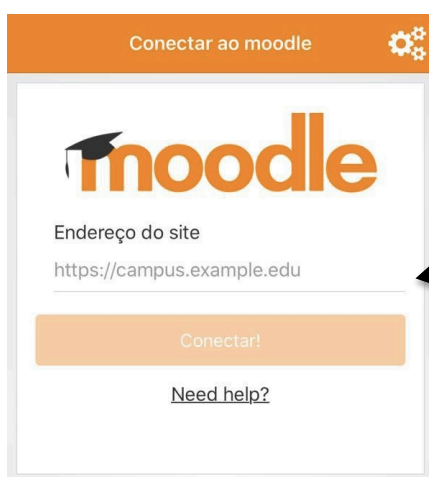 Conectar ao moodle
moodle
Endereço do site
https://campus.example.edu
Conectar!
Need help?